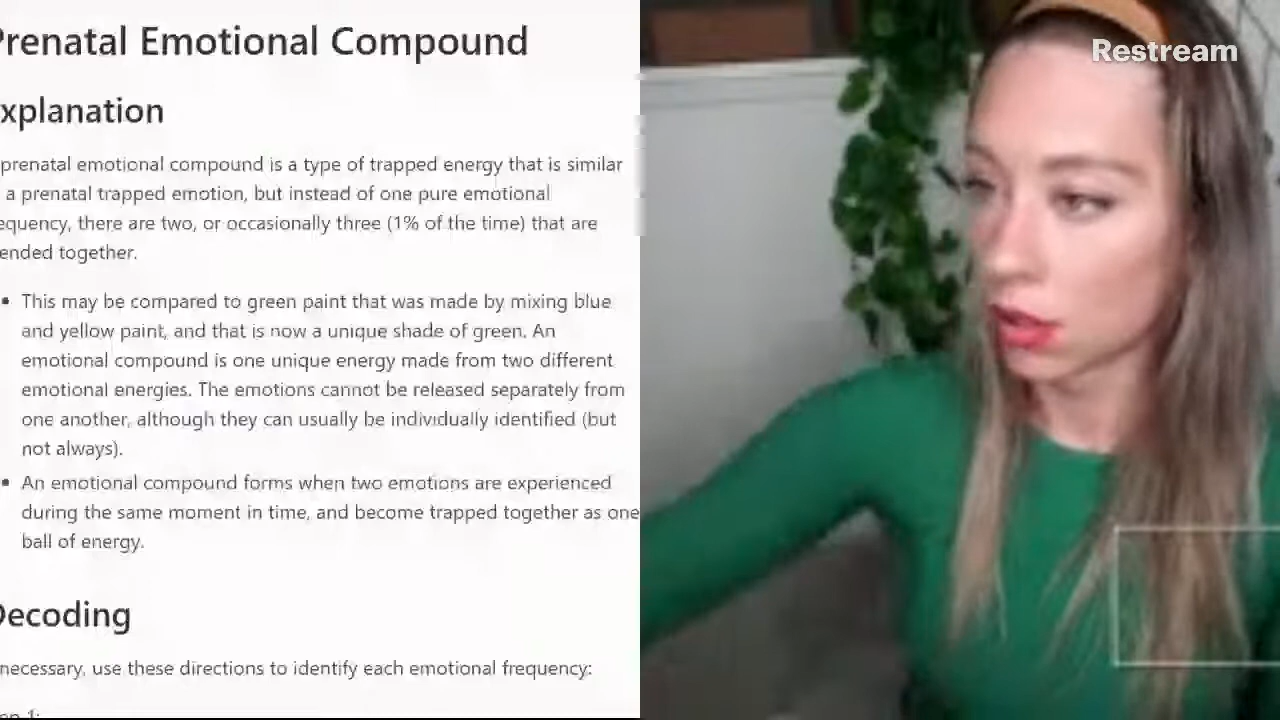 Prenatal Emotional Compound
xplanation
prenatal emotional compound is a type of trapped energy that is similar
a prenatal trapped emotion, but instead of one pure emotional
equency, there are two, or occasionally three (1% of the time) that are
ended together.
• This may be compared to green paint that was made by mixing blue
and yellow paint, and that is now a unique shade of green. An
emotional compound is one unique energy made from two different
emotional energies. The emotions cannot be released separately from
one another, although they can usually be individually identified (but
not always).
• An emotional compound forms when two emotions are experienced
during the same moment in time, and become trapped together as one
ball of energy.
Decoding
necessary, use these directions to identify each emotional frequency:
Restream